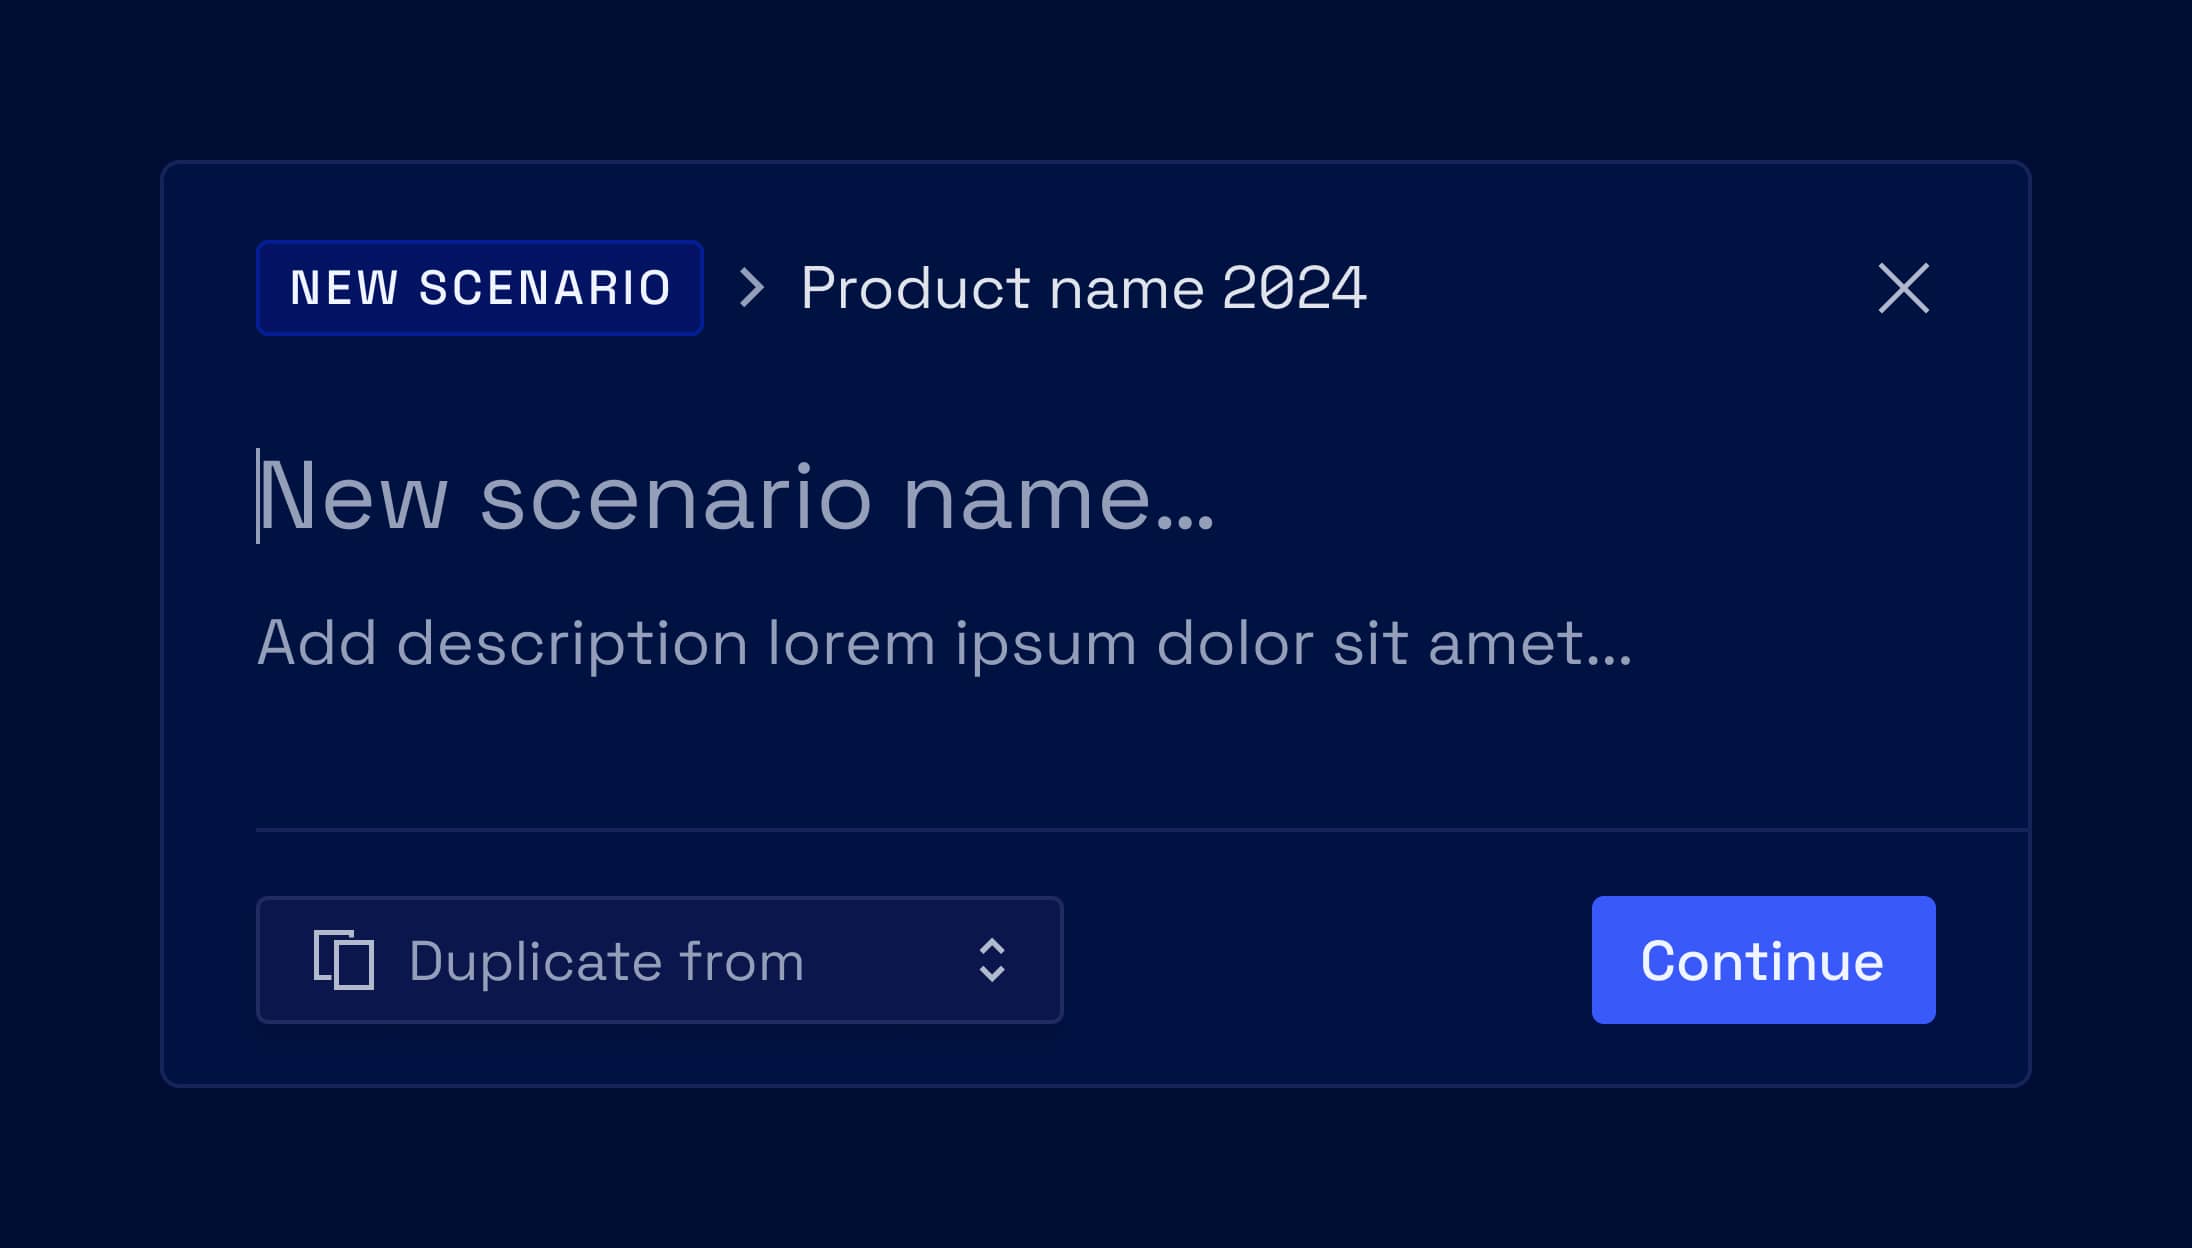 NEW SCENARIO > Product name 2024
New scenario name...
Add description lorem ipsum dolor sit amet...
Duplicate from
Continue